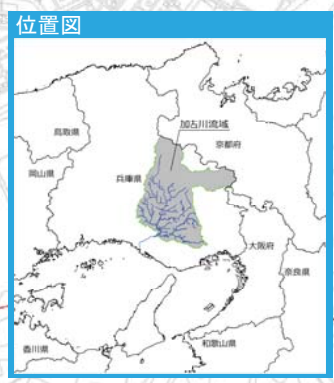 位置図
加古川流域
鳥取県
京都府
岡山県
兵庫県
大阪府
奈良県
和歌山県
香川県